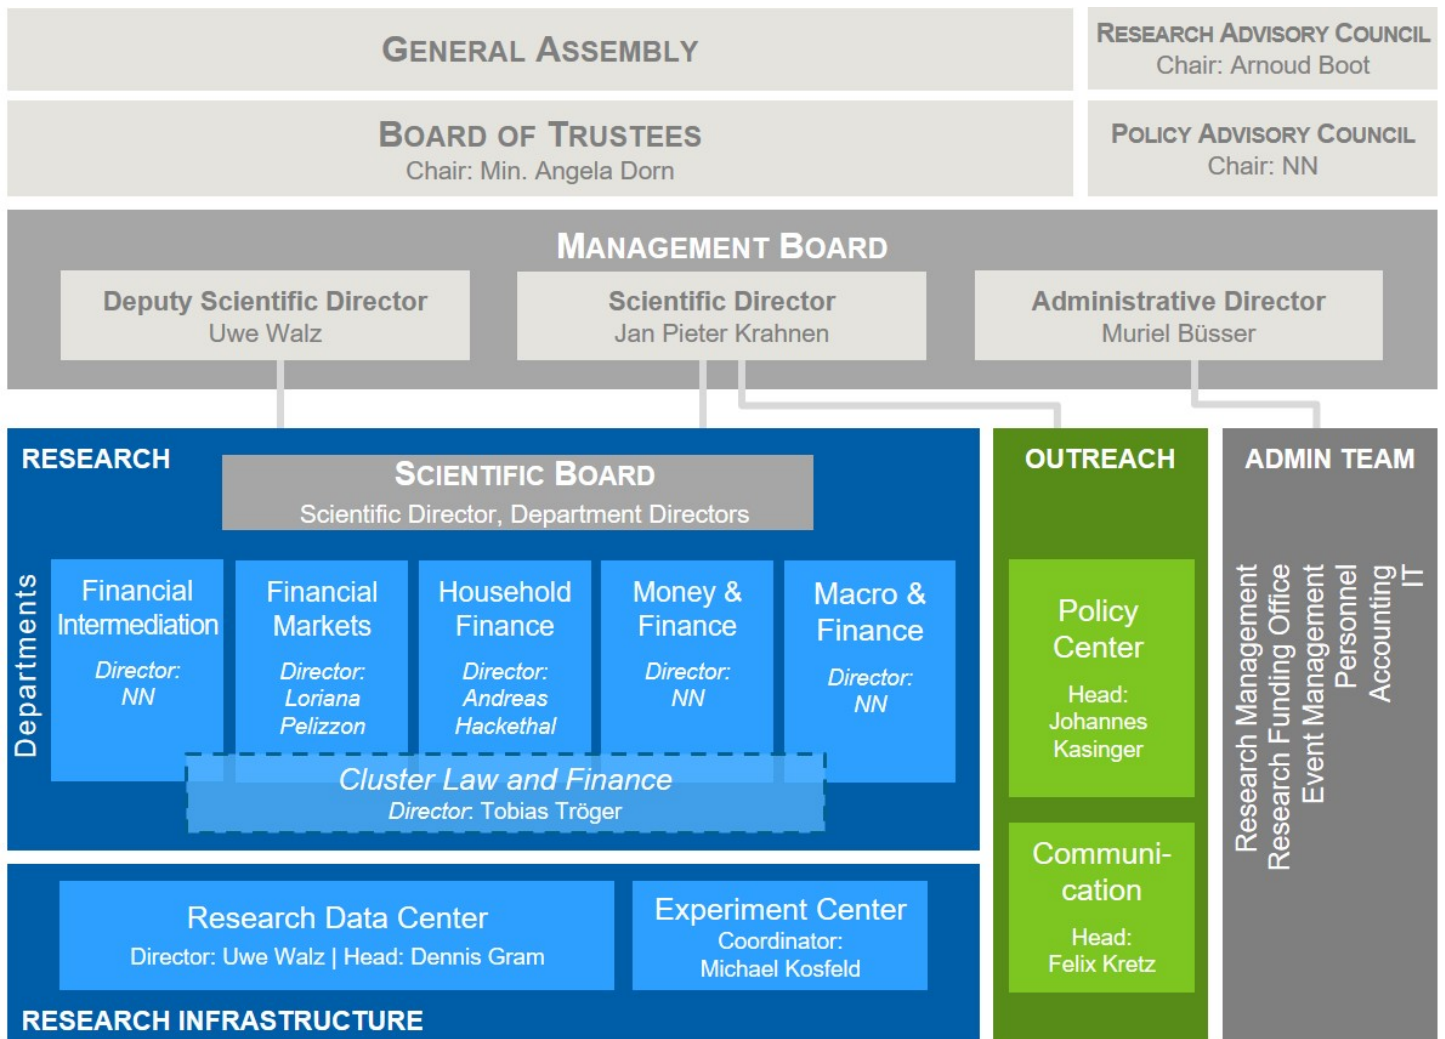 GENERAL ASSEMBLY
RESEARCH ADVISORY COUNCIL
Chair: Arnoud Boot
BOARD OF TRUSTEES
Chair: Min. Angela Dorn
POLICY ADVISORY COUNCIL
Chair: NN
MANAGEMENT BOARD
Deputy Scientific Director
Uwe Walz
Scientific Director
Jan Pieter Krahnen
Administrative Director
Muriel Büsser
RESEARCH
SCIENTIFIC BOARD
Scientific Director, Department Directors
Departments
Financial
Intermediation
Director:
NN
Financial
Markets
Director:
Loriana
Pelizzon
Household
Finance
Director:
Andreas
Hackethal
Money &
Finance
Director:
NN
Macro &
Finance
Director:
NN
Cluster Law and Finance
Director: Tobias Tröger
Research Data Center
Director: Uwe Walz | Head: Dennis Gram
Experiment Center
Coordinator:
Michael Kosfeld
RESEARCH INFRASTRUCTURE
OUTREACH
Policy
Center
Head:
Johannes
Kasinger
Communi-
cation
Head:
Felix Kretz
ADMIN TEAM
Research Management
Research Funding Office
Event Management
Personnel
Accounting
IT